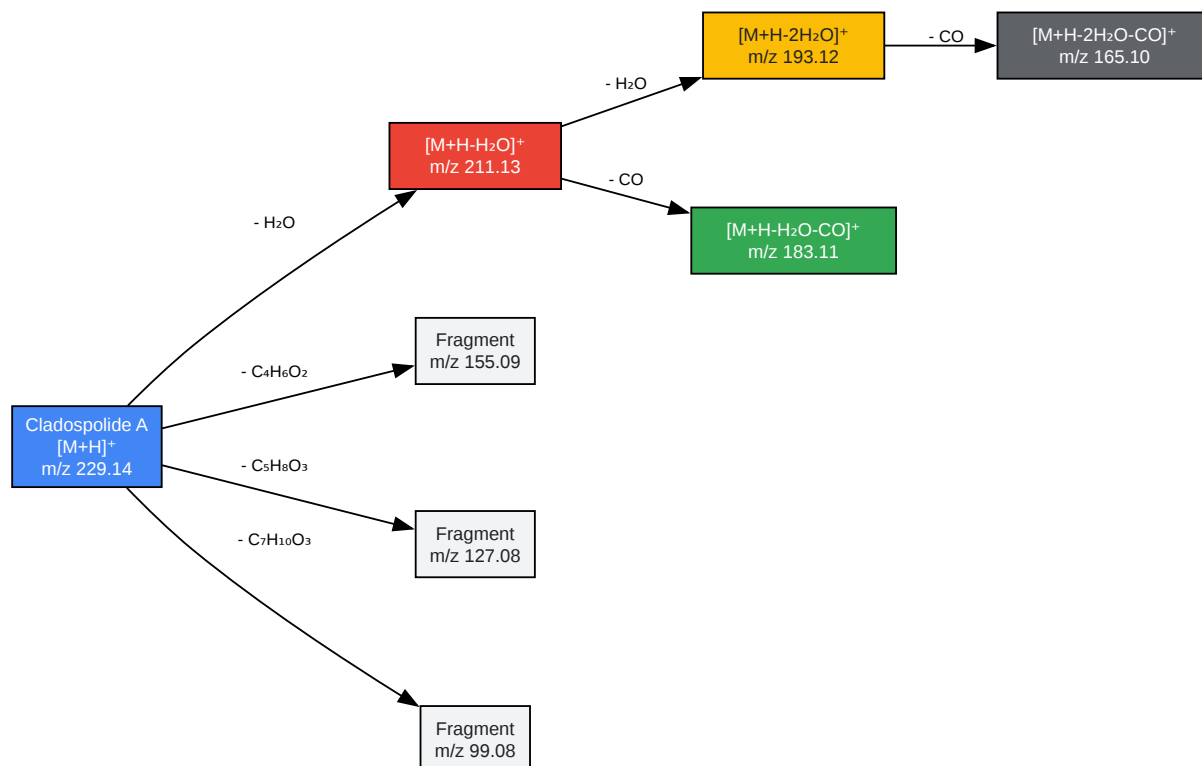 [M+H-2H₂O]⁺
m/z 193.12
- CO
[M+H-2H₂O-CO]⁺
m/z 165.10
- H₂O
[M+H-H₂O]⁺
m/z 211.13
- CO
[M+H-H₂O-CO]⁺
m/z 183.11
- H₂O
Fragment
m/z 155.09
- C₄H₆O₂
Cladospolide A
[M+H]⁺
m/z 229.14
- C₅H₈O₃
Fragment
m/z 127.08
- C₇H₁₀O₃
Fragment
m/z 99.08